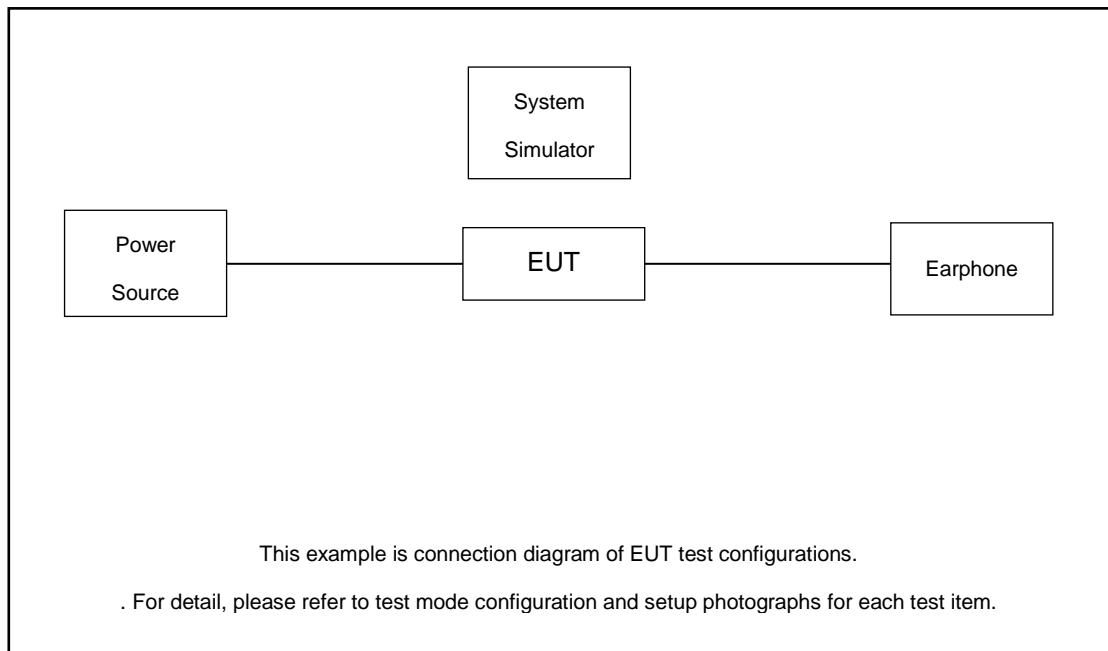 System
Simulator
Power
Source
EUT
Earphone
This example is connection diagram of EUT test configurations.
. For detail, please refer to test mode configuration and setup photographs for each test item.